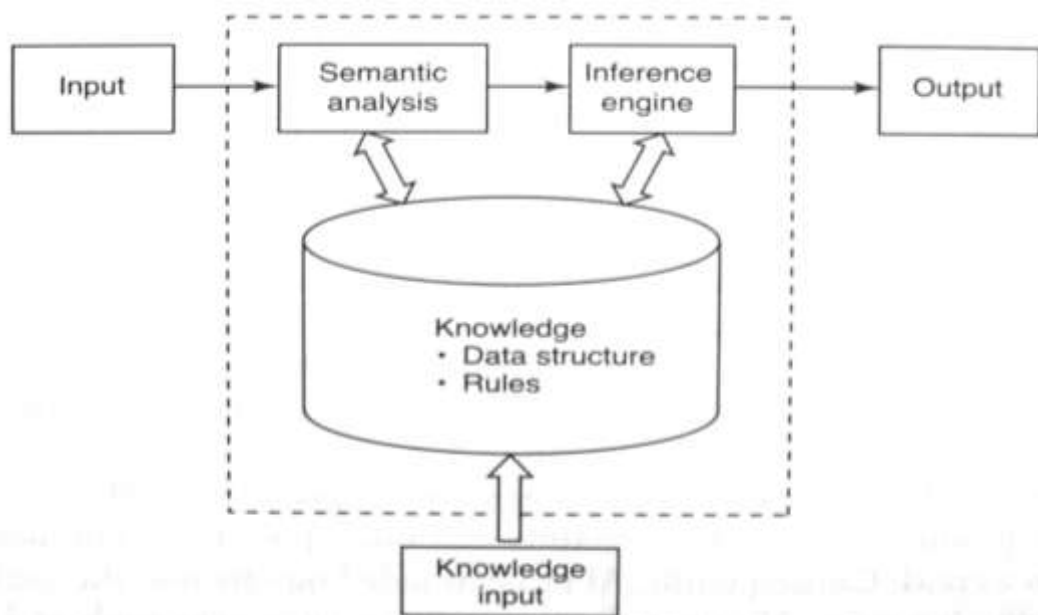 Input
Semantic
analysis
Inference
engine
Output
Knowledge
• Data structure
• Rules
Knowledge
input